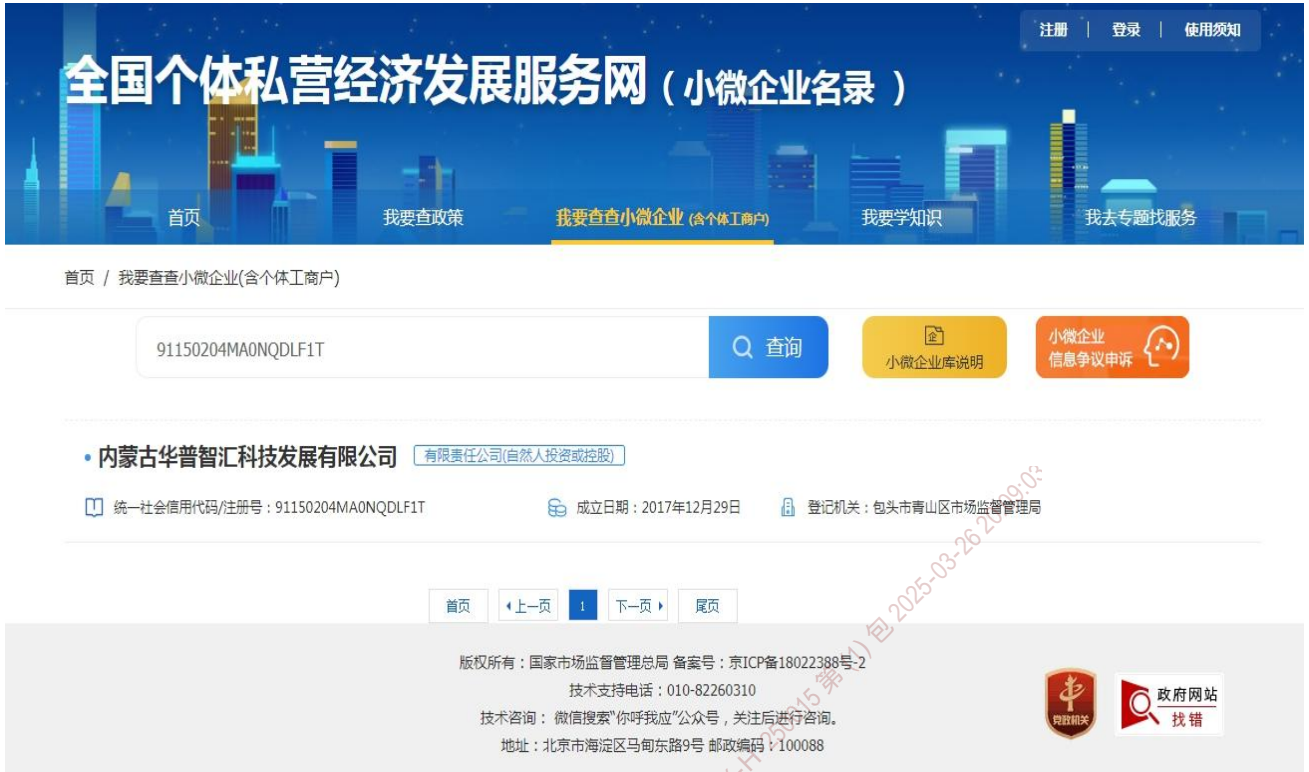 注册 | 登录 | 使用须知
全国个体私营经济发展服务网（小微企业名录）
首页 我要查政策 我要查查小微企业 (含个体工商户) 我要学知识 我去专题找服务
首页 / 我要查查小微企业(含个体工商户)
91150204MA0NQDLF1T 查询 小微企业库说明
小微企业
信息争议申诉
• 内蒙古华普智汇科技发展有限公司 有限责任公司(自然人投资或控股)
统一社会信用代码/注册号：91150204MA0NQDLF1T 成立日期：2017年12月29日 登记机关：包头市青山区市场监督管理局
首页 上一页 1 下一页 尾页
版权所有：国家市场监督管理总局 备案号：京ICP备18022388号-2
技术支持电话：010-82260310
技术咨询： 微信搜索“你呼我应”公众号，关注后进行咨询。
地址：北京市海淀区马甸东路9号 邮政编码：100088
党政机关
政府网站
找错
-H-250015 第(1) 包 2025-03-26 2009:03